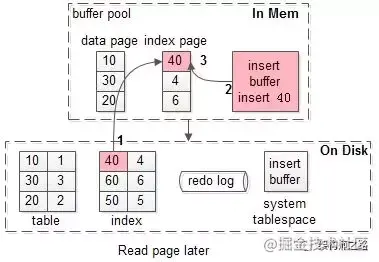 buffer pool
In Mem
data page
index page
10
30
20
40
4
6
3
2
insert
buffer
insert 40
1
On Disk
10 1
30 3
20 2
table
40 4
60 6
50 5
index
redo log
insert
buffer
system
tablespace
Read page later
@掘金技术社区